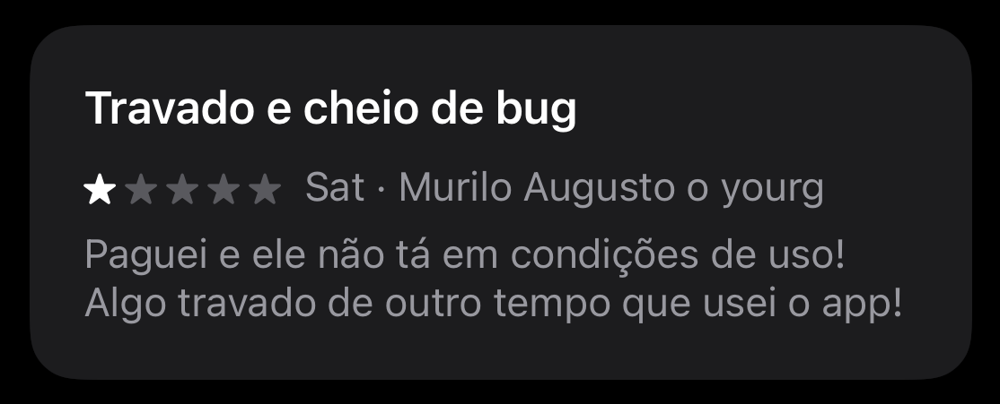 Travado e cheio de bug
Sat · Murilo Augusto o yourg
Paguei e ele não tá em condições de uso!
Algo travado de outro tempo que usei o app!